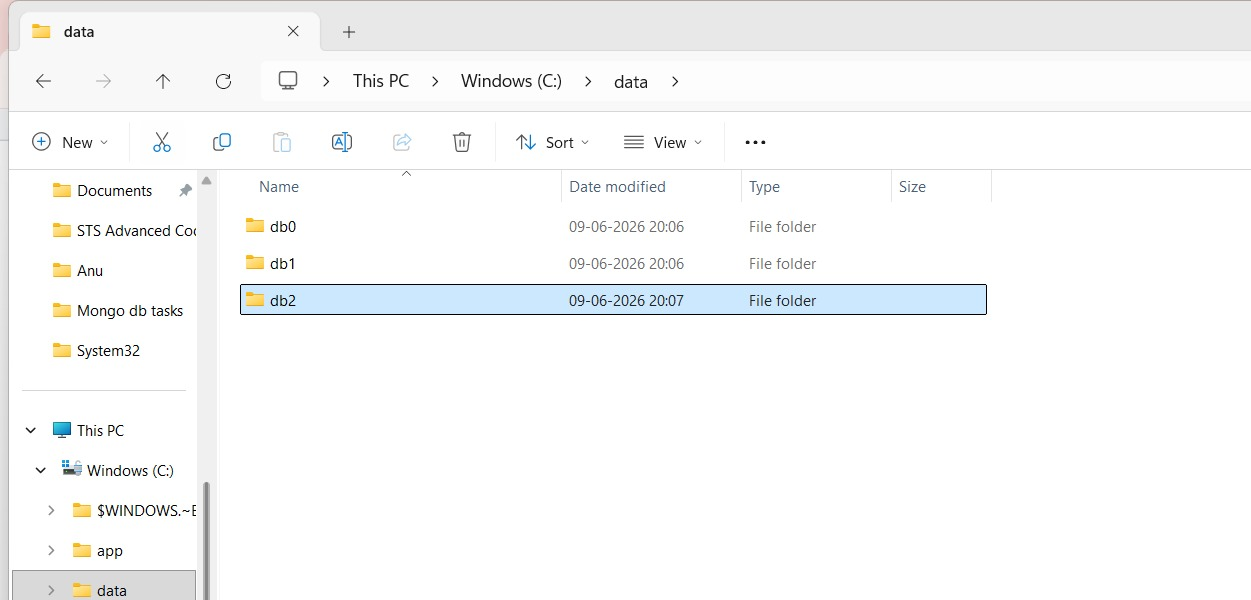 data
This PC > Windows (C:) > data >
New Sort View
Documents
STS Advanced Coc
Anu
Mongo db tasks
System32
This PC
Windows (C:)
$WINDOWS.~E
app
data
Name Date modified Type Size
db0 09-06-2026 20:06 File folder
db1 09-06-2026 20:06 File folder
db2 09-06-2026 20:07 File folder